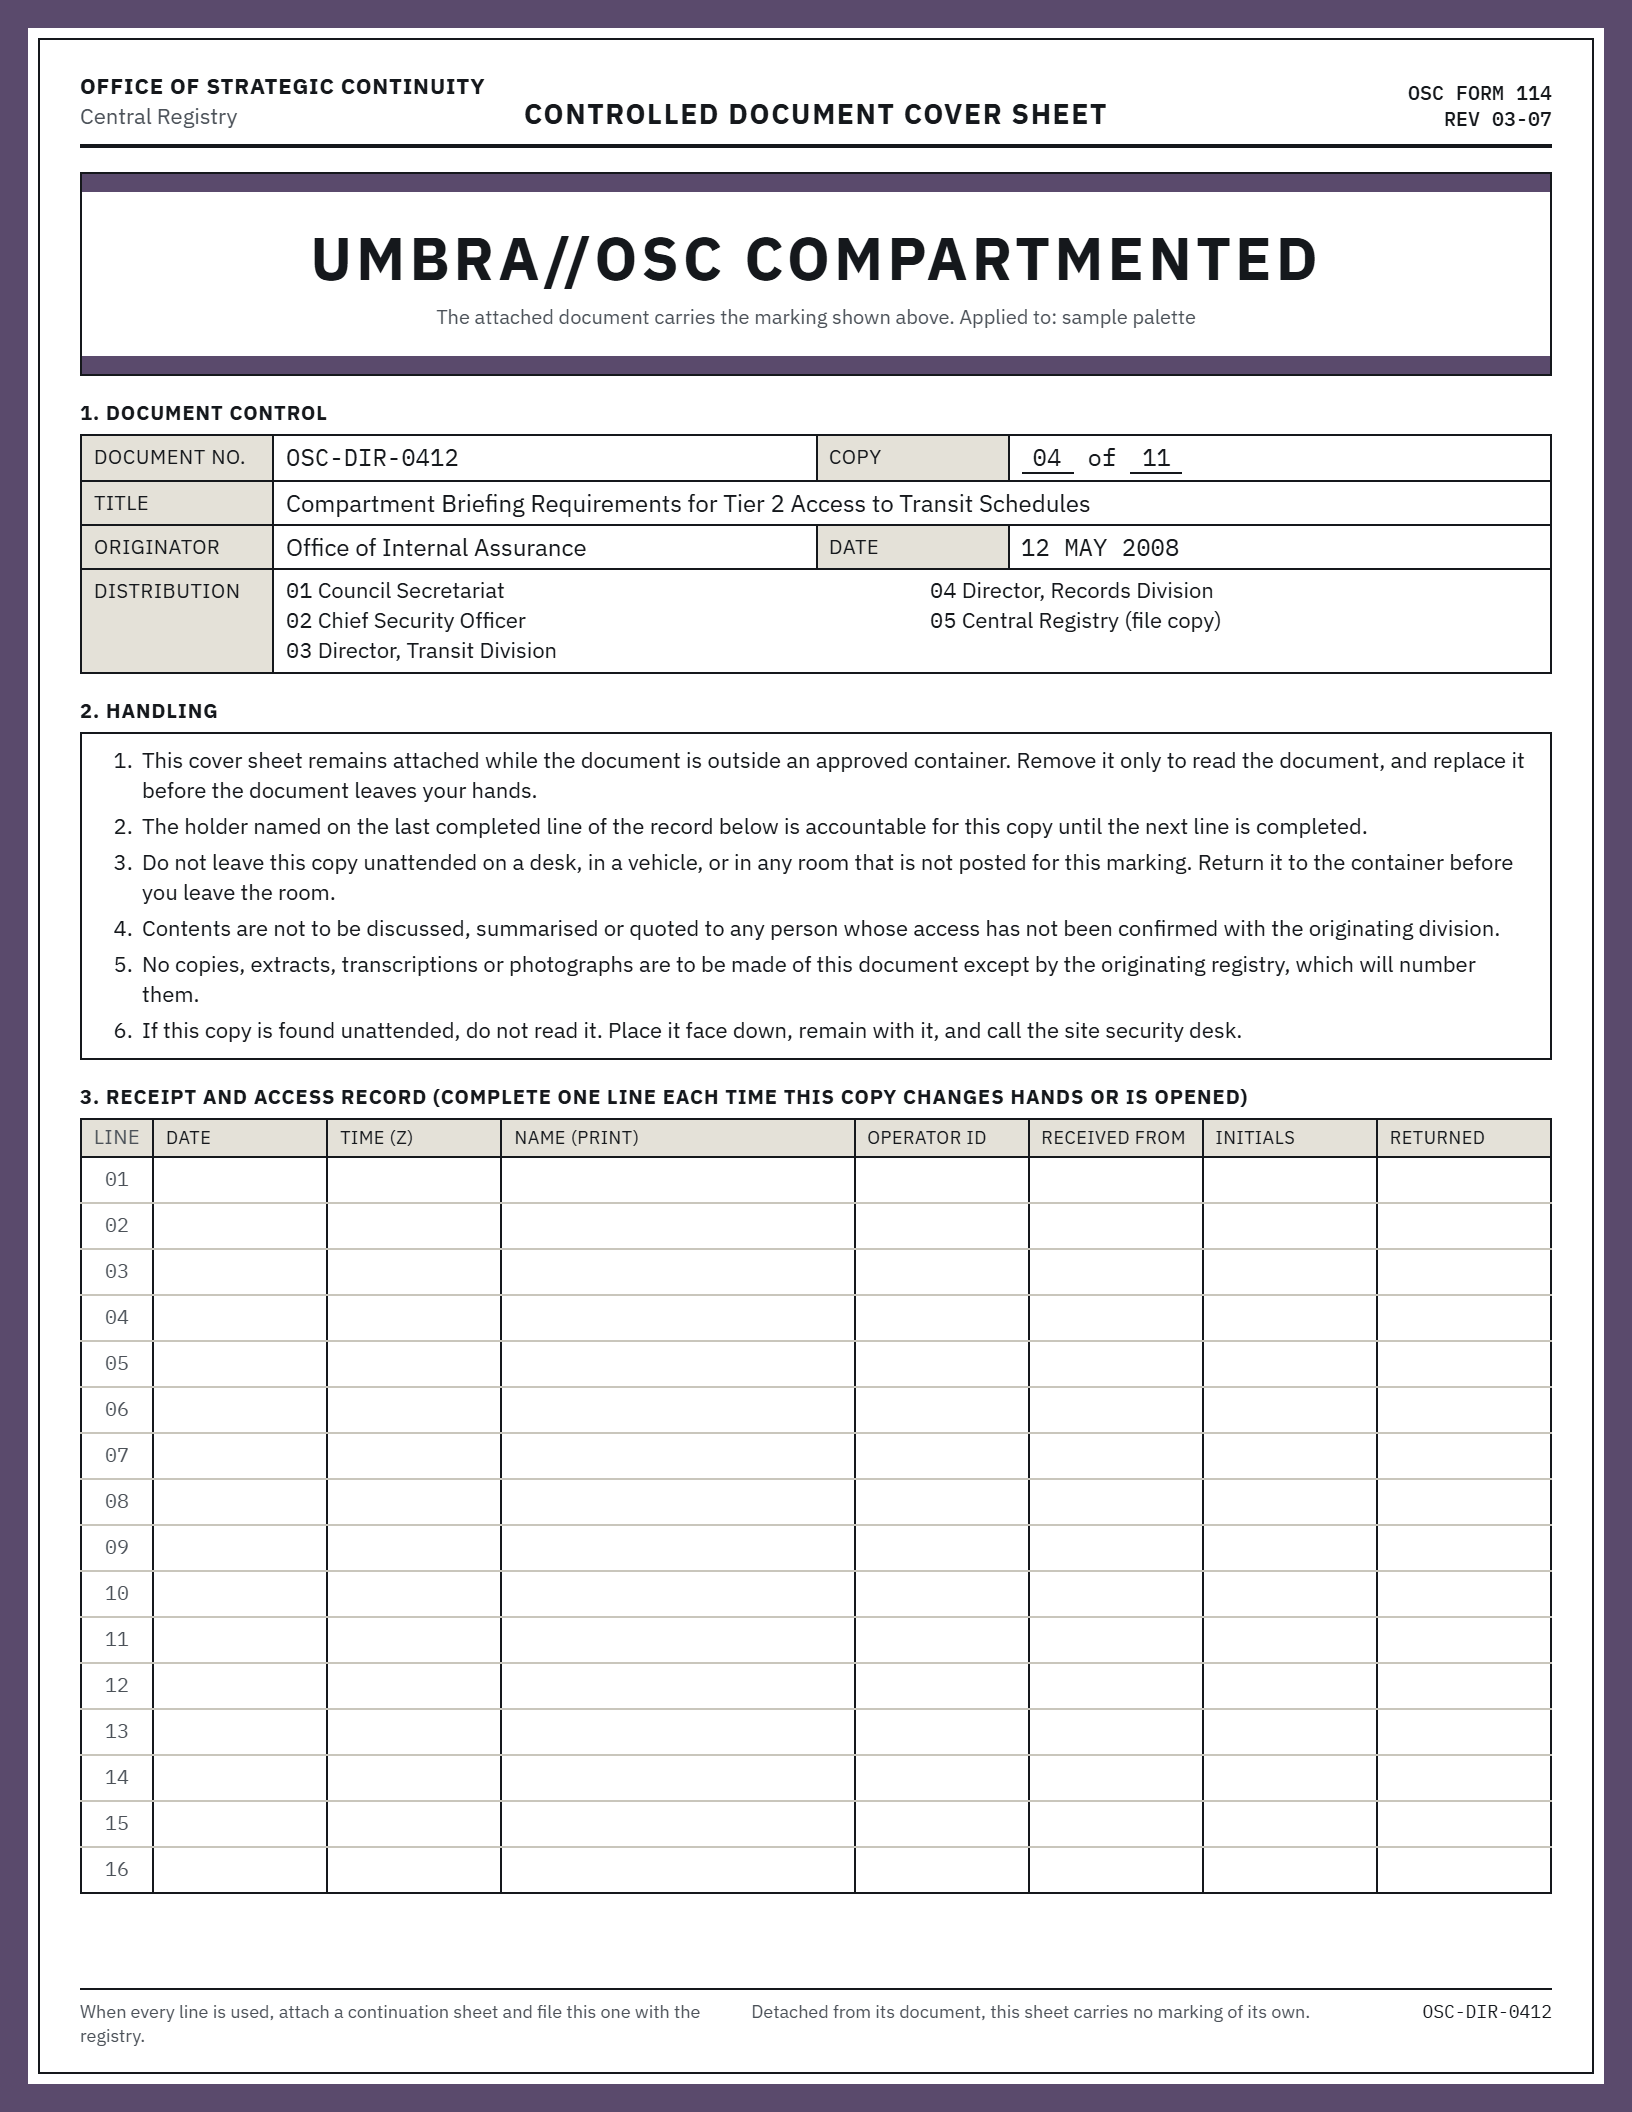 OFFICE OF STRATEGIC CONTINUITY
Central Registry
CONTROLLED DOCUMENT COVER SHEET
OSC FORM 114
REV 03-07
UMBRA//OSC COMPARTMENTED
The attached document carries the marking shown above. Applied to: sample palette
1. DOCUMENT CONTROL
DOCUMENT NO. OSC-DIR-0412 COPY 04 of 11
TITLE Compartment Briefing Requirements for Tier 2 Access to Transit Schedules
ORIGINATOR Office of Internal Assurance DATE 12 MAY 2008
DISTRIBUTION 01 Council Secretariat 04 Director, Records Division
02 Chief Security Officer 05 Central Registry (file copy)
03 Director, Transit Division
2. HANDLING
1. This cover sheet remains attached while the document is outside an approved container. Remove it only to read the document, and replace it
before the document leaves your hands.
2. The holder named on the last completed line of the record below is accountable for this copy until the next line is completed.
3. Do not leave this copy unattended on a desk, in a vehicle, or in any room that is not posted for this marking. Return it to the container before
you leave the room.
4. Contents are not to be discussed, summarised or quoted to any person whose access has not been confirmed with the originating division.
5. No copies, extracts, transcriptions or photographs are to be made of this document except by the originating registry, which will number
them.
6. If this copy is found unattended, do not read it. Place it face down, remain with it, and call the site security desk.
3. RECEIPT AND ACCESS RECORD (COMPLETE ONE LINE EACH TIME THIS COPY CHANGES HANDS OR IS OPENED)
LINE DATE TIME (Z) NAME (PRINT) OPERATOR ID RECEIVED FROM INITIALS RETURNED
01
02
03
04
05
06
07
08
09
10
11
12
13
14
15
16
When every line is used, attach a continuation sheet and file this one with the
registry.
Detached from its document, this sheet carries no marking of its own.
OSC-DIR-0412